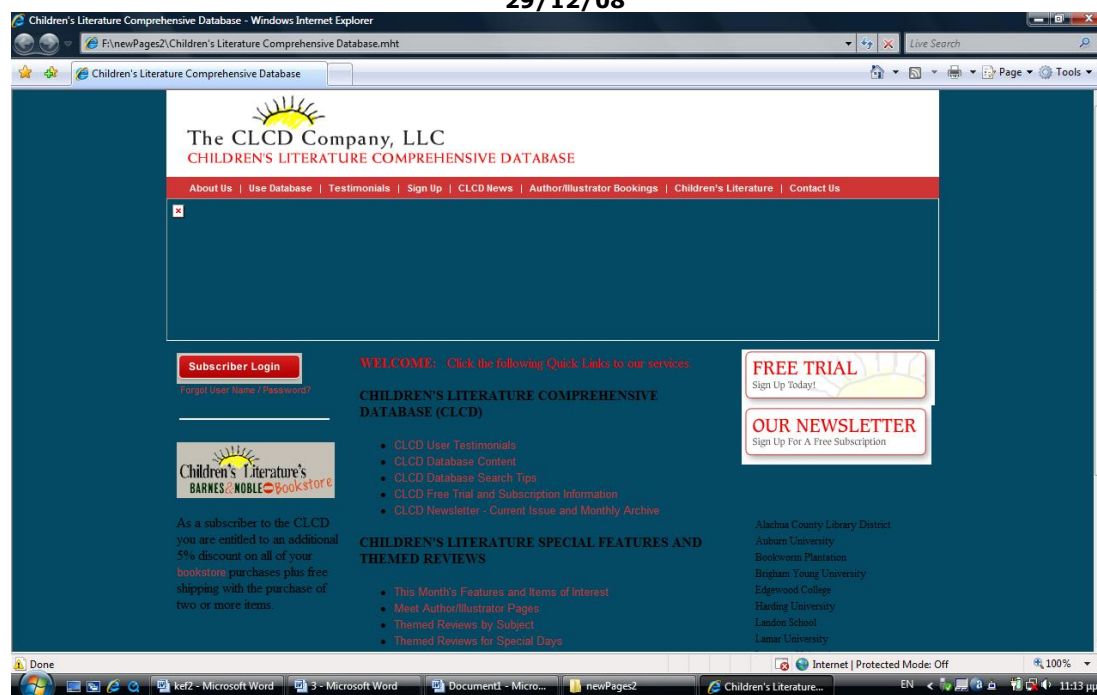 29/12/08
Children's Literature Comprehensive Database - Windows Internet Explorer
F:\newPages2\Children's Literature Comprehensive Database.mht
Live Search
Children's Literature Comprehensive Database
Page
Tools
The CLCD Company, LLC
CHILDREN'S LITERATURE COMPREHENSIVE DATABASE
About Us | Use Database | Testimonials | Sign Up | CLCD News | Author/Illustrator Bookings | Children's Literature | Contact Us
Subscriber Login
Forgot User Name / Password?
Children's Literature's
BARNES & NOBLE Bookstore
As a subscriber to the CLCD
you are entitled to an additional
5% discount on all of your
bookstore purchases plus free
shipping with the purchase of
two or more items.
WELCOME: Click the following Quick Links to our services.
CHILDREN'S LITERATURE COMPREHENSIVE
DATABASE (CLCD)
CLCD User Testimonials
CLCD Database Content
CLCD Database Search Tips
CLCD Free Trial and Subscription Information
CLCD Newsletter - Current Issue and Monthly Archive
CHILDREN'S LITERATURE SPECIAL FEATURES AND
THEMED REVIEWS
This Month's Features and Items of Interest
Meet Author/Illustrator Pages
Themed Reviews by Subject
Themed Reviews for Special Days
FREE TRIAL
Sign Up Today!
OUR NEWSLETTER
Sign Up For A Free Subscription
Alachua County Library District
Auburn University
Bookworm Plantation
Brigham Young University
Edgewood College
Harding University
Landon School
Lamar University
Done
Internet | Protected Mode: Off
100%
kef2 - Microsoft Word
3 - Microsoft Word
Document1 - Micro...
newPages2
Children's Literature...
EN
11:13 μμ